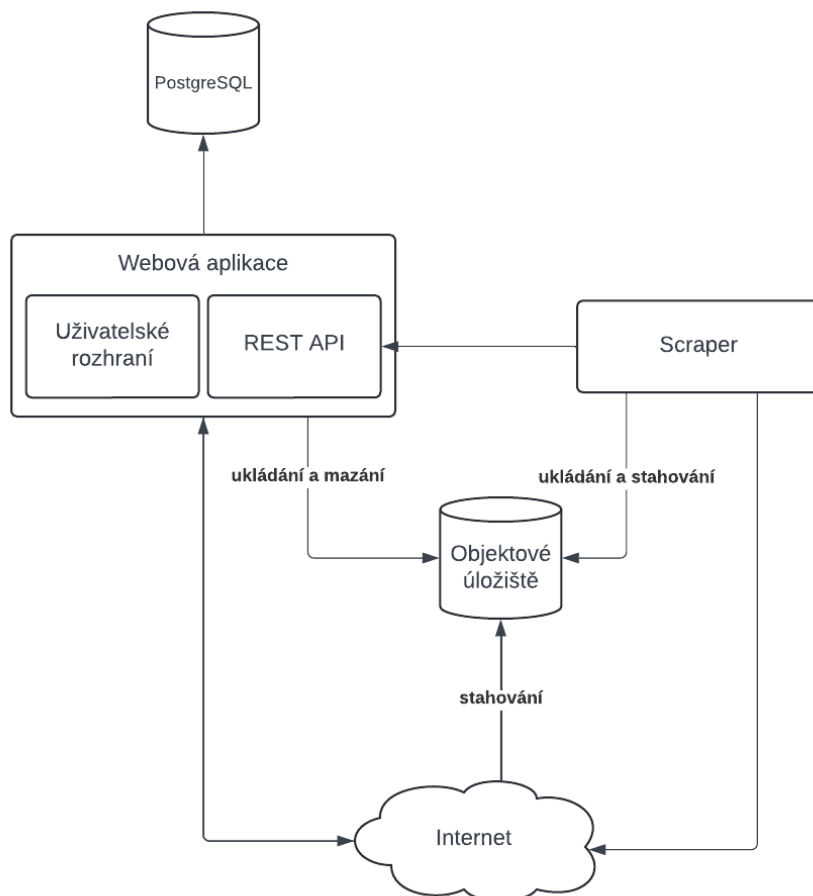 PostgreSQL
Webová aplikace
Uživatelské
rozhraní
REST API
Scraper
ukládání a mazání
ukládání a stahování
Objektové
úložiště
stahování
Internet